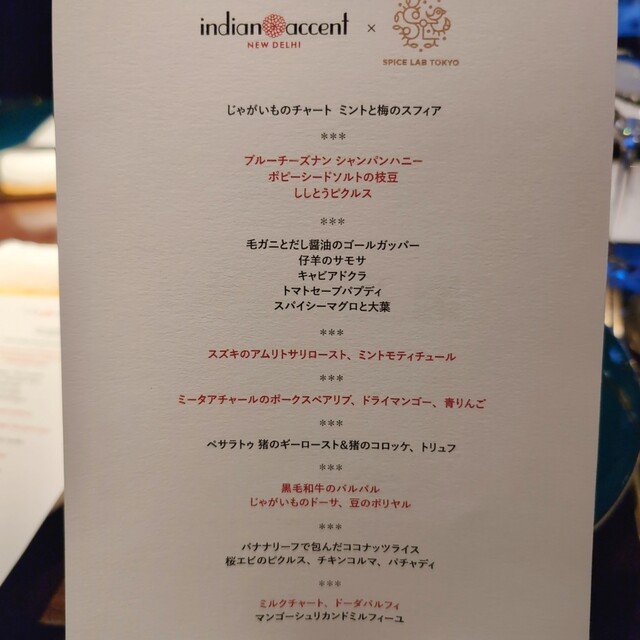 indian accent × 
NEW DELHI
SPICE LAB TOKYO
じゃがいものチャート ミントと梅のスフィア
***
ブルーチーズナン シャンパンハニー
ポピーシードソルトの枝豆
ししとうピクルス
***
毛ガニとだし醤油のゴールガッパー
仔羊のサモサ
キャビアドクラ
トマトセーブパプディ
スパイシーマグロと大葉
***
スズキのアムリトサリロースト、ミントモティチュール
***
ミータアチャールのポークスペアリブ、ドライマンゴー、青りんご
***
ペサラトゥ 猪のギーロースト&猪のコロッケ、トリュフ
***
黒毛和牛のバルバル
じゃがいものドーサ、豆のポリヤル
***
バナナリーフで包んだココナッツライス
桜エビのピクルス、チキンコルマ、パチャディ
***
ミルクチャート、ドーダバルフィ
マンゴーシュリカンドミルフィーユ